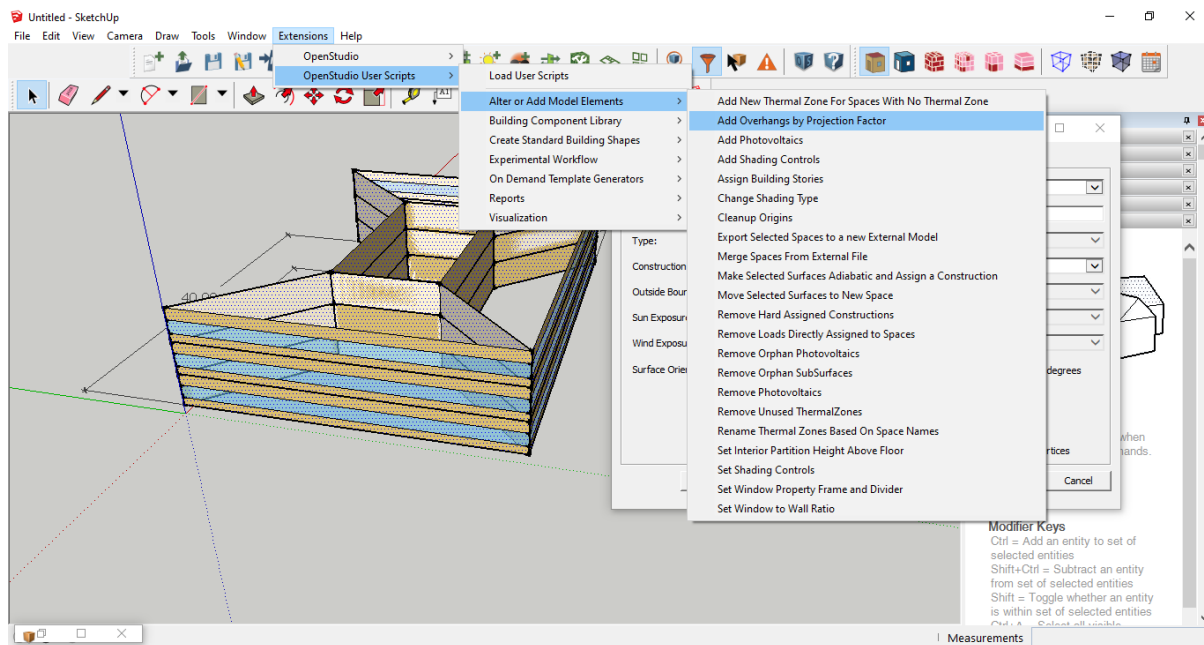 Untitled - SketchUp
File Edit View Camera Draw Tools Window Extensions Help
OpenStudio
OpenStudio User Scripts
Load User Scripts
Alter or Add Model Elements
Building Component Library
Create Standard Building Shapes
Experimental Workflow
On Demand Template Generators
Reports
Visualization
Add New Thermal Zone For Spaces With No Thermal Zone
Add Overhangs by Projection Factor
Add Photovoltaics
Add Shading Controls
Assign Building Stories
Change Shading Type
Cleanup Origins
Export Selected Spaces to a new External Model
Merge Spaces From External File
Make Selected Surfaces Adiabatic and Assign a Construction
Move Selected Surfaces to New Space
Remove Hard Assigned Constructions
Remove Loads Directly Assigned to Spaces
Remove Orphan Photovoltaics
Remove Orphan SubSurfaces
Remove Photovoltaics
Remove Unused ThermalZones
Rename Thermal Zones Based On Space Names
Set Interior Partition Height Above Floor
Set Shading Controls
Set Window Property Frame and Divider
Set Window to Wall Ratio
A1
Type:
Construction
Outside Bour
Sun Exposur
Wind Exposu
Surface Orie
degrees
rtices
Cancel
when
ands.
Modifier Keys
Ctrl = Add an entity to set of
selected entities
Shift+Ctrl = Subtract an entity
from set of selected entities
Shift = Toggle whether an entity
is within set of selected entities
Measurements